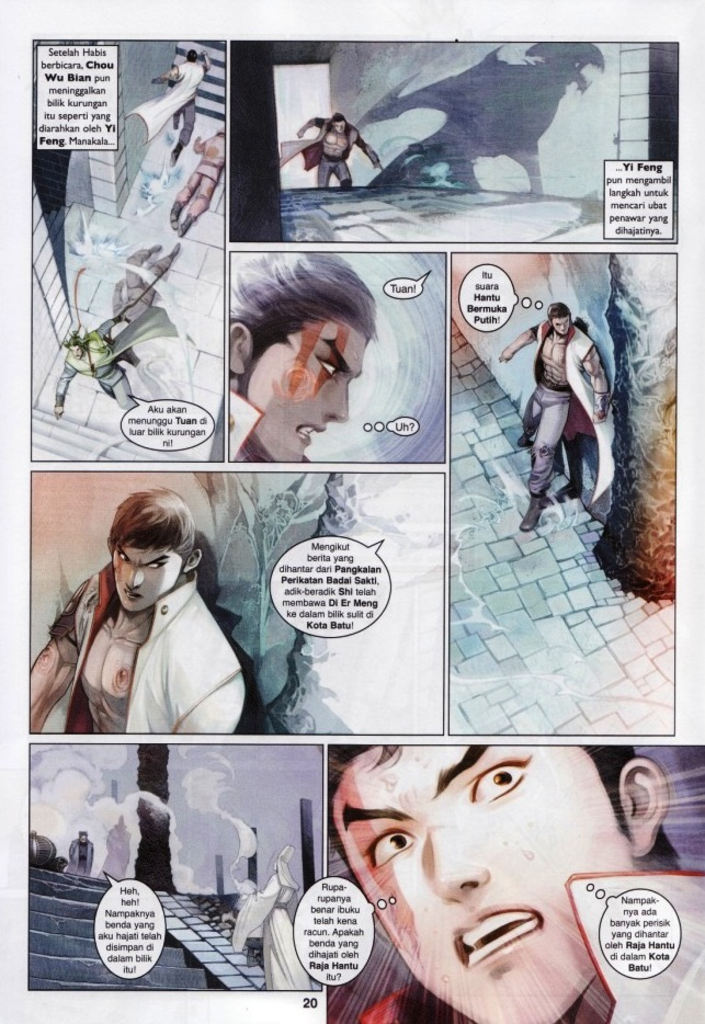 Setelah Habis
berbicara, Chou
Wu Bian pun
meninggalkan
bilik kurungan
itu seperti yang
diarahkan oleh Yi
Feng. Manakala...
...Yi Feng
pun mengambil
langkah untuk
mencari ubat
penawar yang
dihajatinya.
Aku akan
menunggu Tuan di
luar bilik kurungan
ni!
Tuan!
Uh?
Itu
suara
Hantu
Bermuka
Putih!
Mengikut
berita yang
dihantar dari Pangkalan
Perikatan Badai Sakti,
adik-beradik Shi telah
membawa Di Er Meng
ke dalam bilik sulit di
Kota Batu!
Heh,
heh!
Nampaknya
benda yang
aku hajati telah
disimpan di
dalam bilik
itu!
Rupa-
rupanya
benar ibuku
telah kena
racun. Apakah
benda yang
dihajati oleh
Raja Hantu
itu?
Nampak-
nya ada
banyak perisik
yang dihantar
oleh Raja Hantu
di dalam Kota
Batu!
20